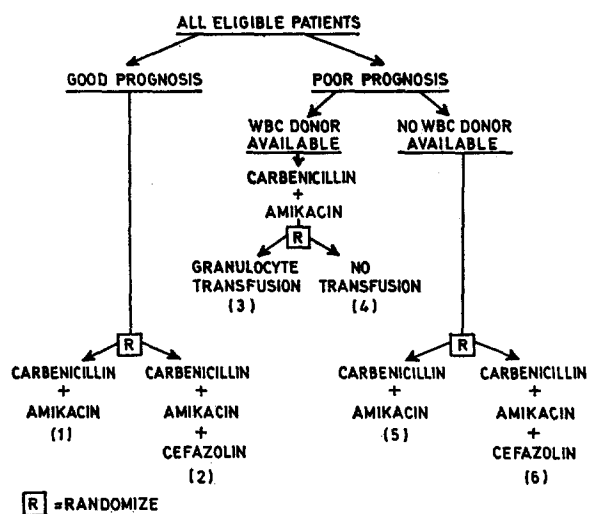 ALL ELIGIBLE PATIENTS
GOOD PROGNOSIS
POOR PROGNOSIS
WBC DONOR
AVAILABLE
NO WBC DONOR
AVAILABLE
CARBENICILLIN
+
AMIKACIN
R
GRANULOCYTE
TRANSFUSION
(3)
NO
TRANSFUSION
(4)
R
CARBENICILLIN
+
AMIKACIN
(1)
CARBENICILLIN
+
AMIKACIN
+
CEFAZOLIN
(2)
R
CARBENICILLIN
+
AMIKACIN
(5)
CARBENICILLIN
+
AMIKACIN
+
CEFAZOLIN
(6)
R =RANDOMIZE